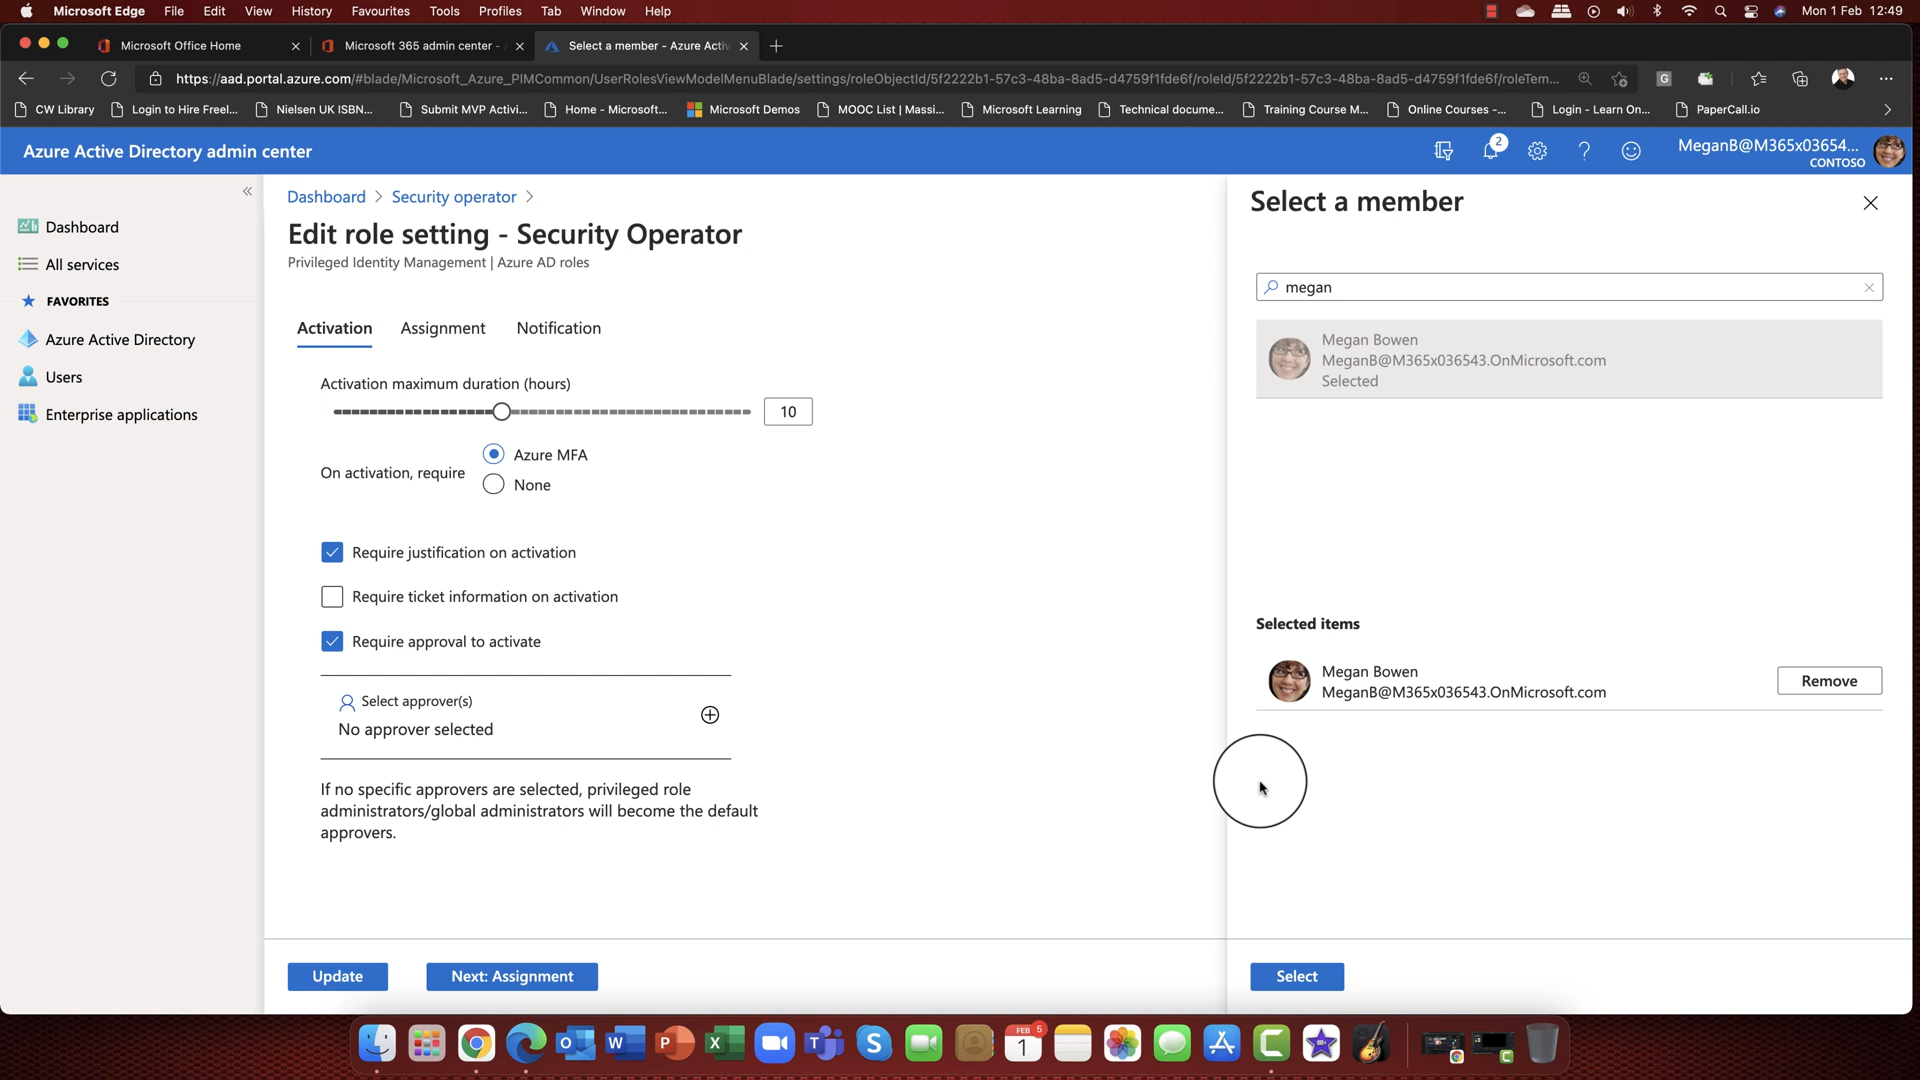 Microsoft Edge File Edit View History Favourites Tools Profiles Tab Window Help
Mon 1 Feb 12:49
Microsoft Office Home
Microsoft 365 admin center -
Select a member - Azure Acti
https://aad.portal.azure.com/#blade/Microsoft_Azure_PIMCommon/UserRolesViewModelMenuBlade/settings/roleObjectId/5f2222b1-57c3-48ba-8ad5-d4759f1fde6f/roleId/5f2222b1-57c3-48ba-8ad5-d4759f1fde6f/roleTem...
CW Library
Login to Hire Freel...
Nielsen UK ISBN...
Submit MVP Activi...
Home - Microsoft...
Microsoft Demos
MOOC List | Massi...
Microsoft Learning
Technical docume...
Training Course M...
Online Courses -...
Login - Learn On...
PaperCall.io
Azure Active Directory admin center
2
MeganB@M365x03654...
CONTOSO
Dashboard
All services
FAVORITES
Azure Active Directory
Users
Enterprise applications
Dashboard > Security operator >
Edit role setting - Security Operator
Privileged Identity Management | Azure AD roles
Activation Assignment Notification
Activation maximum duration (hours)
10
On activation, require
Azure MFA
None
Require justification on activation
Require ticket information on activation
Require approval to activate
Select approver(s)
No approver selected
If no specific approvers are selected, privileged role
administrators/global administrators will become the default
approvers.
Update
Next: Assignment
Select a member
megan
Megan Bowen
MeganB@M365x036543.OnMicrosoft.com
Selected
Selected items
Megan Bowen
MeganB@M365x036543.OnMicrosoft.com
Remove
Select
FEB
1
5